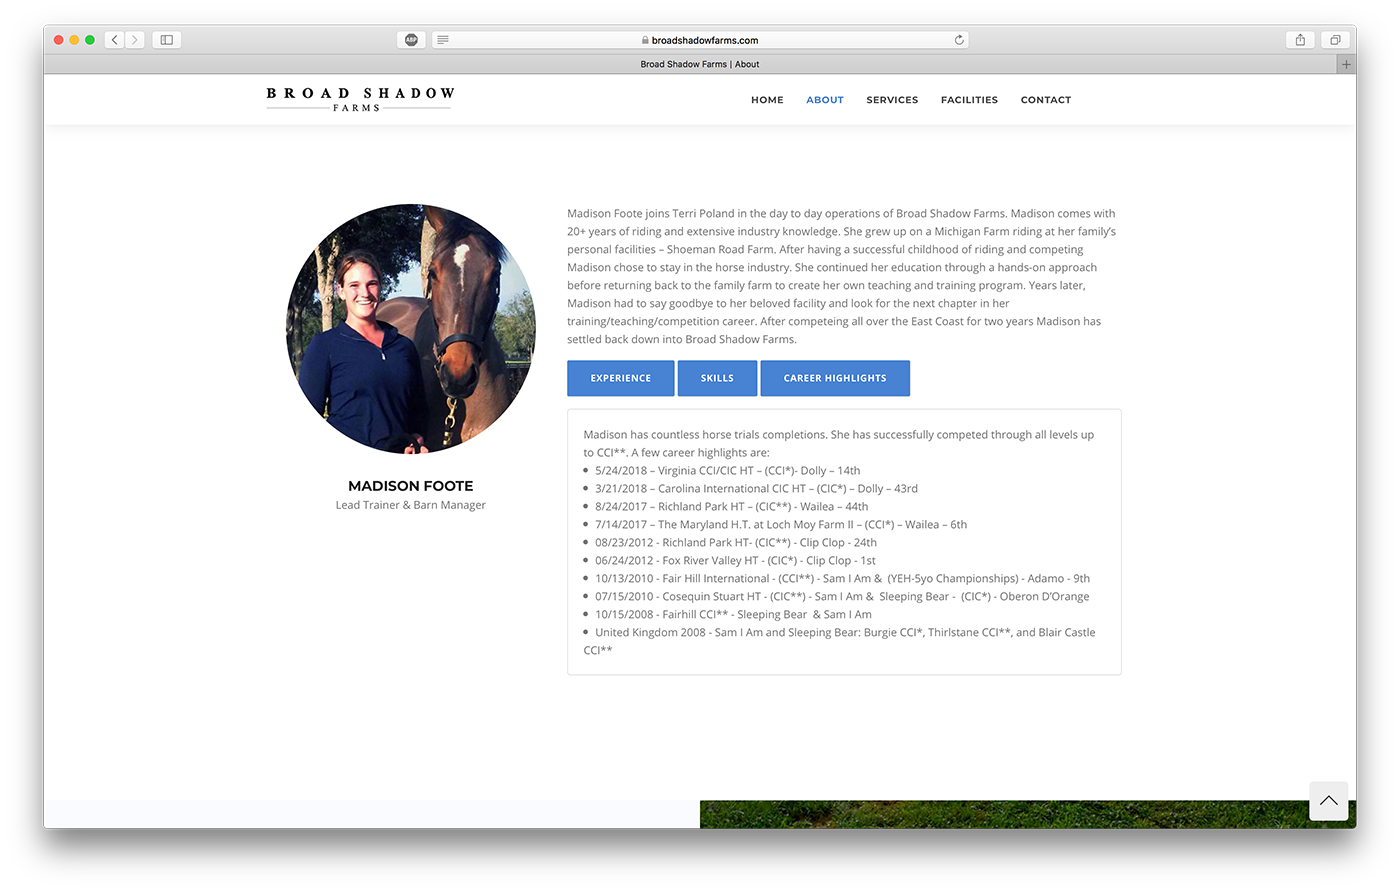 ABP
broadshadowfarms.com
Broad Shadow Farms | About
BROAD SHADOW
FARMS
HOME ABOUT SERVICES FACILITIES CONTACT
Madison Foote joins Terri Poland in the day to day operations of Broad Shadow Farms. Madison comes with
20+ years of riding and extensive industry knowledge. She grew up on a Michigan Farm riding at her family's
personal facilities – Shoeman Road Farm. After having a successful childhood of riding and competing
Madison chose to stay in the horse industry. She continued her education through a hands-on approach
before returning back to the family farm to create her own teaching and training program. Years later,
Madison had to say goodbye to her beloved facility and look for the next chapter in her
training/teaching/competition career. After competeing all over the East Coast for two years Madison has
settled back down into Broad Shadow Farms.
EXPERIENCE SKILLS CAREER HIGHLIGHTS
Madison has countless horse trials completions. She has successfully competed through all levels up
to CCI**. A few career highlights are:
• 5/24/2018 – Virginia CCI/CIC HT – (CCI*)- Dolly – 14th
• 3/21/2018 – Carolina International CIC HT – (CIC*) – Dolly – 43rd
• 8/24/2017 – Richland Park HT – (CIC**) - Wailea – 44th
• 7/14/2017 – The Maryland H.T. at Loch Moy Farm II – (CCI*) – Wailea – 6th
• 08/23/2012 - Richland Park HT- (CIC**) - Clip Clop - 24th
• 06/24/2012 - Fox River Valley HT - (CIC*) - Clip Clop - 1st
• 10/13/2010 - Fair Hill International - (CCI**) - Sam I Am & (YEH-5yo Championships) - Adamo - 9th
• 07/15/2010 - Cosequin Stuart HT - (CIC**) - Sam I Am & Sleeping Bear - (CIC*) - Oberon D'Orange
• 10/15/2008 - Fairhill CCI** - Sleeping Bear & Sam I Am
• United Kingdom 2008 - Sam I Am and Sleeping Bear: Burgie CCI*, Thirlstane CCI**, and Blair Castle
CCI**
MADISON FOOTE
Lead Trainer & Barn Manager